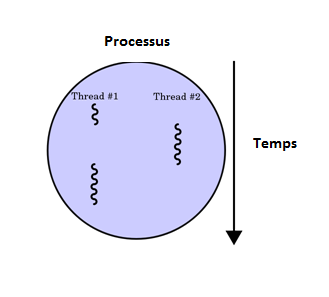 Processus
Thread #1
Thread #2
Temps